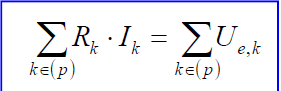 ∑ R_k · I_k = ∑ U_{e,k}
k∈(p) k∈(p)